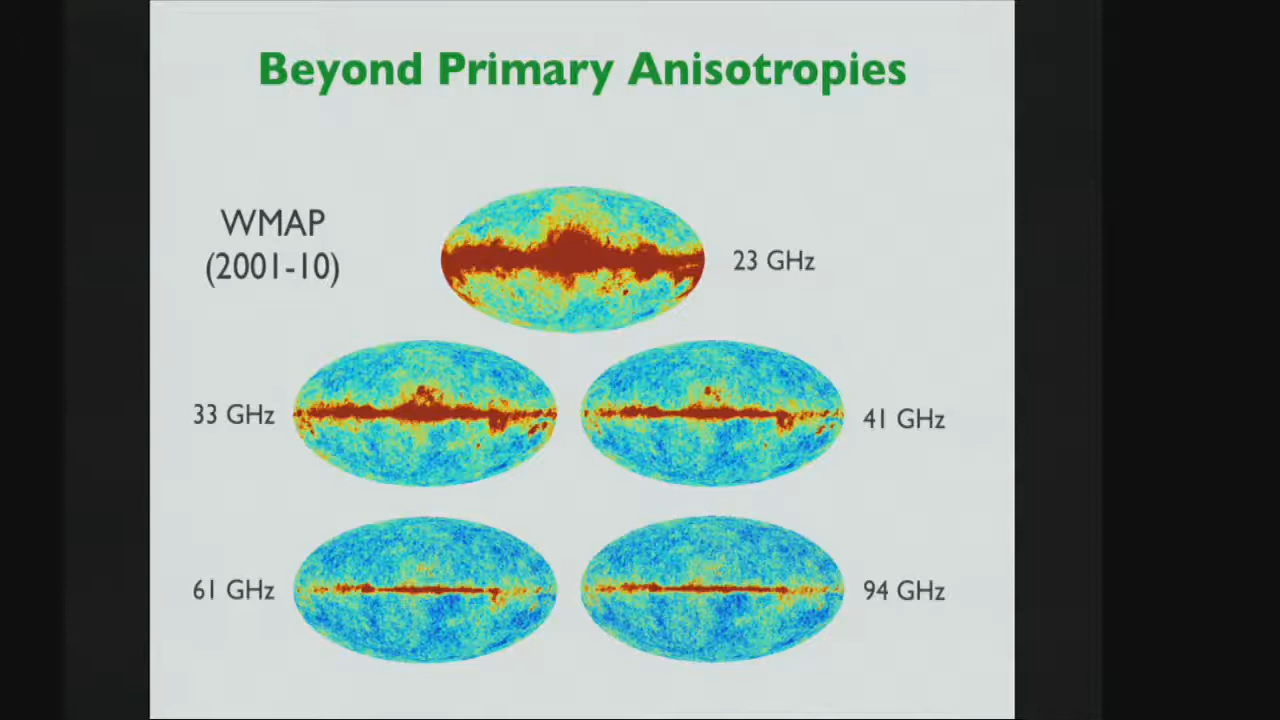 Beyond Primary Anisotropies
WMAP
(2001-10)
23 GHz
33 GHz
41 GHz
61 GHz
94 GHz